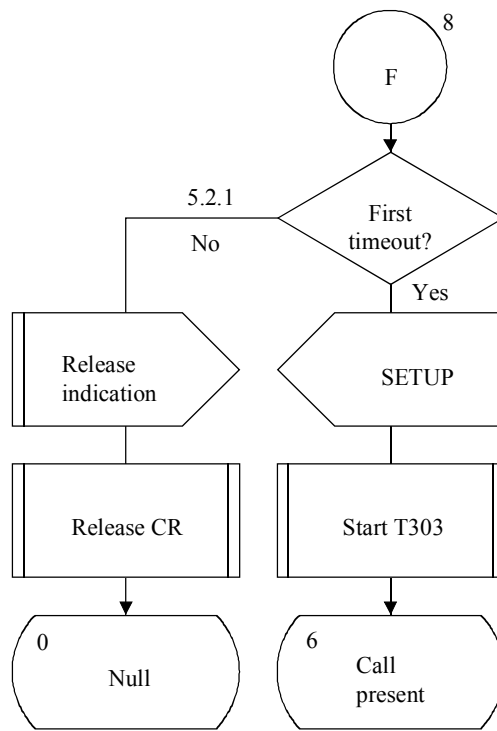 8
F
5.2.1
First
timeout?
No
Yes
Release
indication
SETUP
Release CR
Start T303
0
Null
6
Call
present